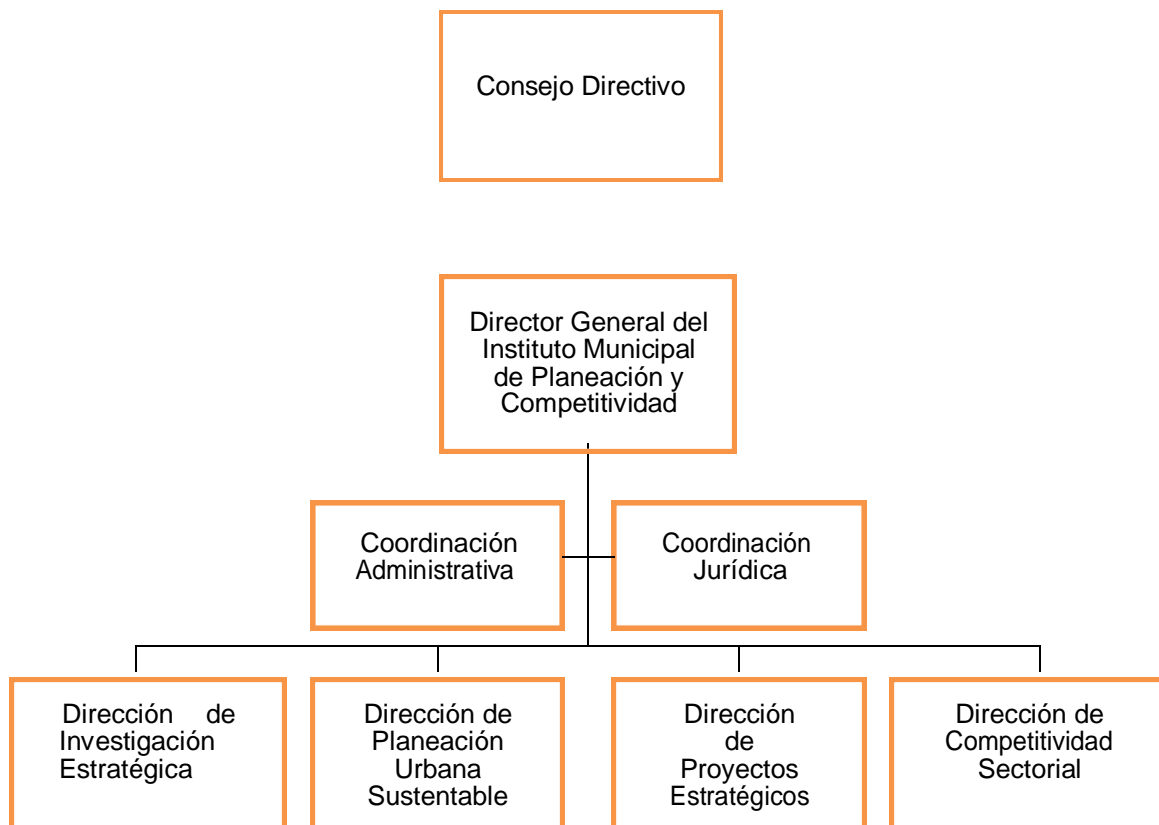 Consejo Directivo
Director General del
Instituto Municipal
de Planeación y
Competitividad
Coordinación
Administrativa
Coordinación
Jurídica
Dirección de
Investigación
Estratégica
Dirección de
Planeación
Urbana
Sustentable
Dirección
de
Proyectos
Estratégicos
Dirección de
Competitividad
Sectorial